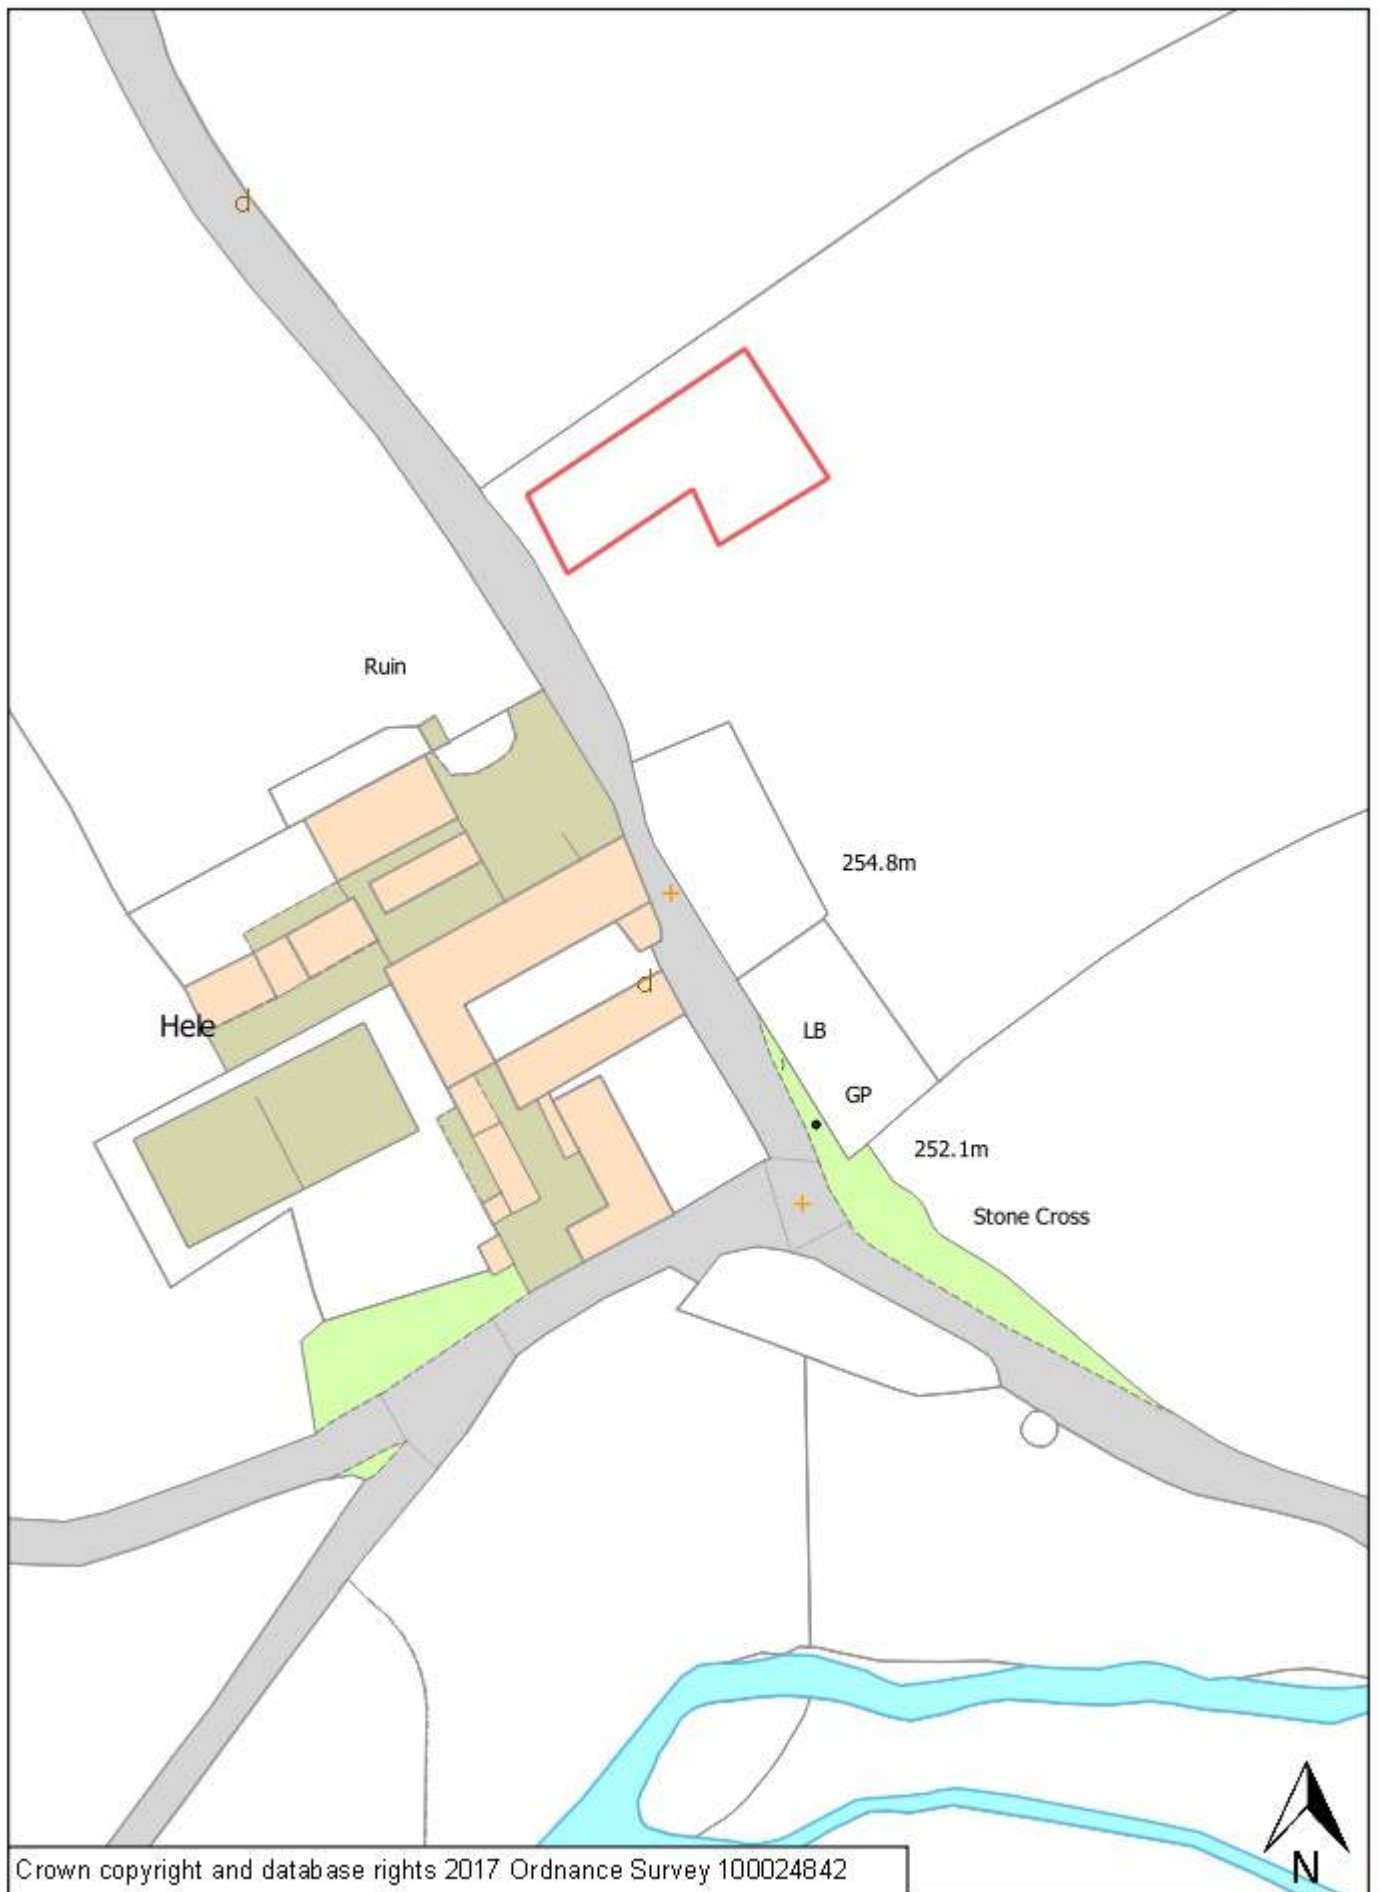 d
Ruin
254.8m
d
Hele
LB
GP
252.1m
Stone Cross
N
Crown copyright and database rights 2017 Ordnance Survey 100024842